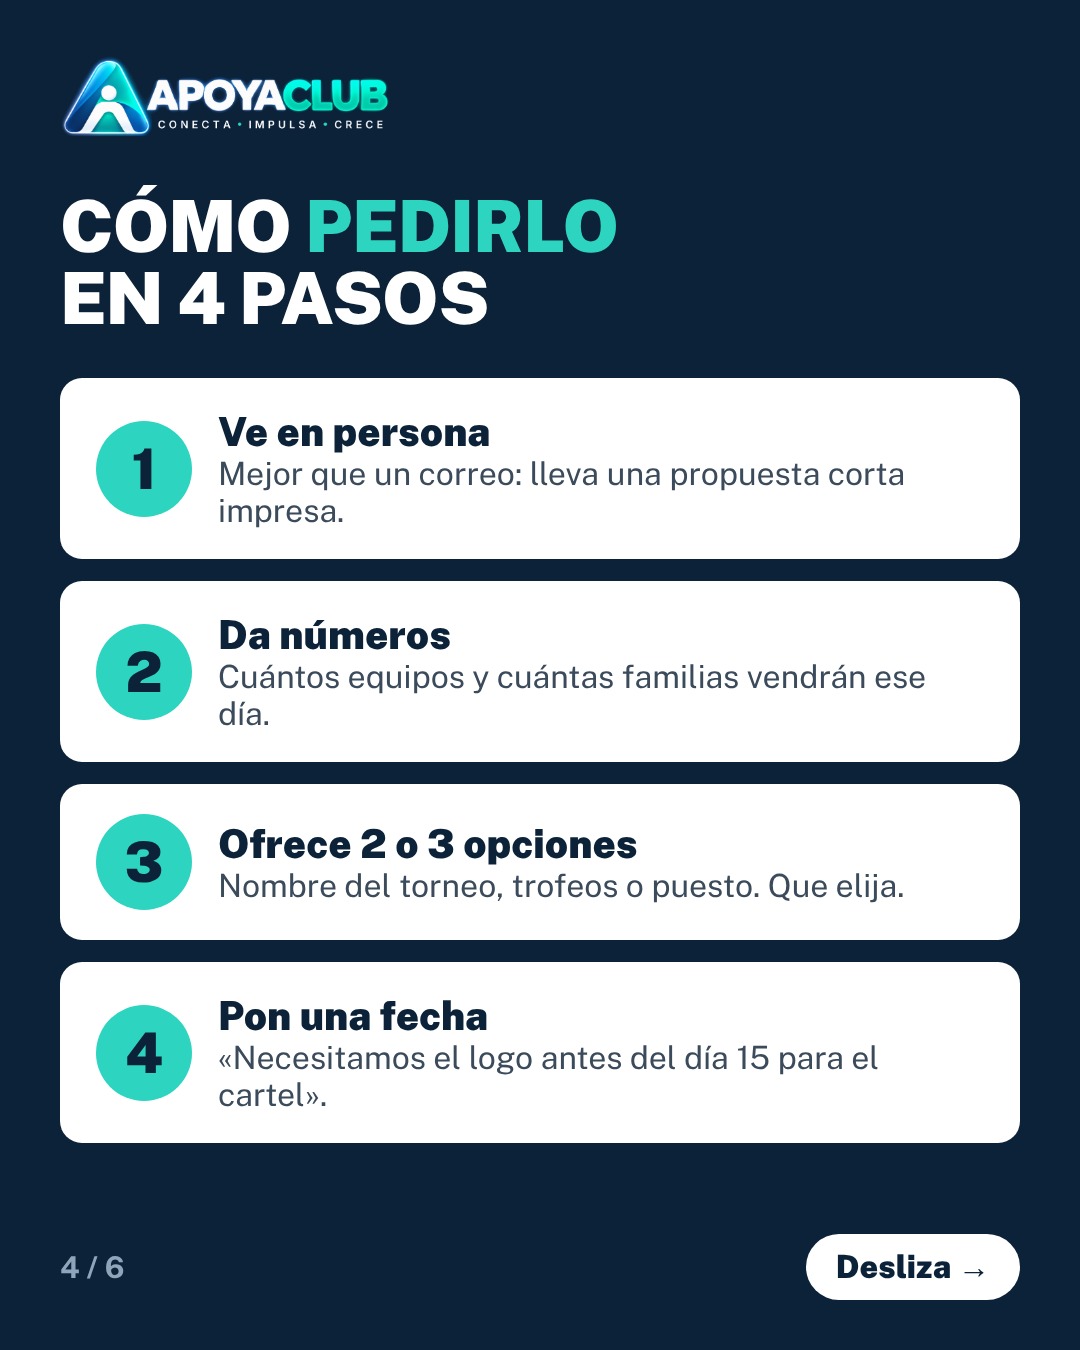 APOYACLUB
CONECTA • IMPULSA • CRECE
CÓMO PEDIRLO
EN 4 PASOS
1
Ve en persona
Mejor que un correo: lleva una propuesta corta
impresa.
2
Da números
Cuántos equipos y cuántas familias vendrán ese
día.
3
Ofrece 2 o 3 opciones
Nombre del torneo, trofeos o puesto. Que elija.
4
Pon una fecha
«Necesitamos el logo antes del día 15 para el
cartel».
4 / 6
Desliza →